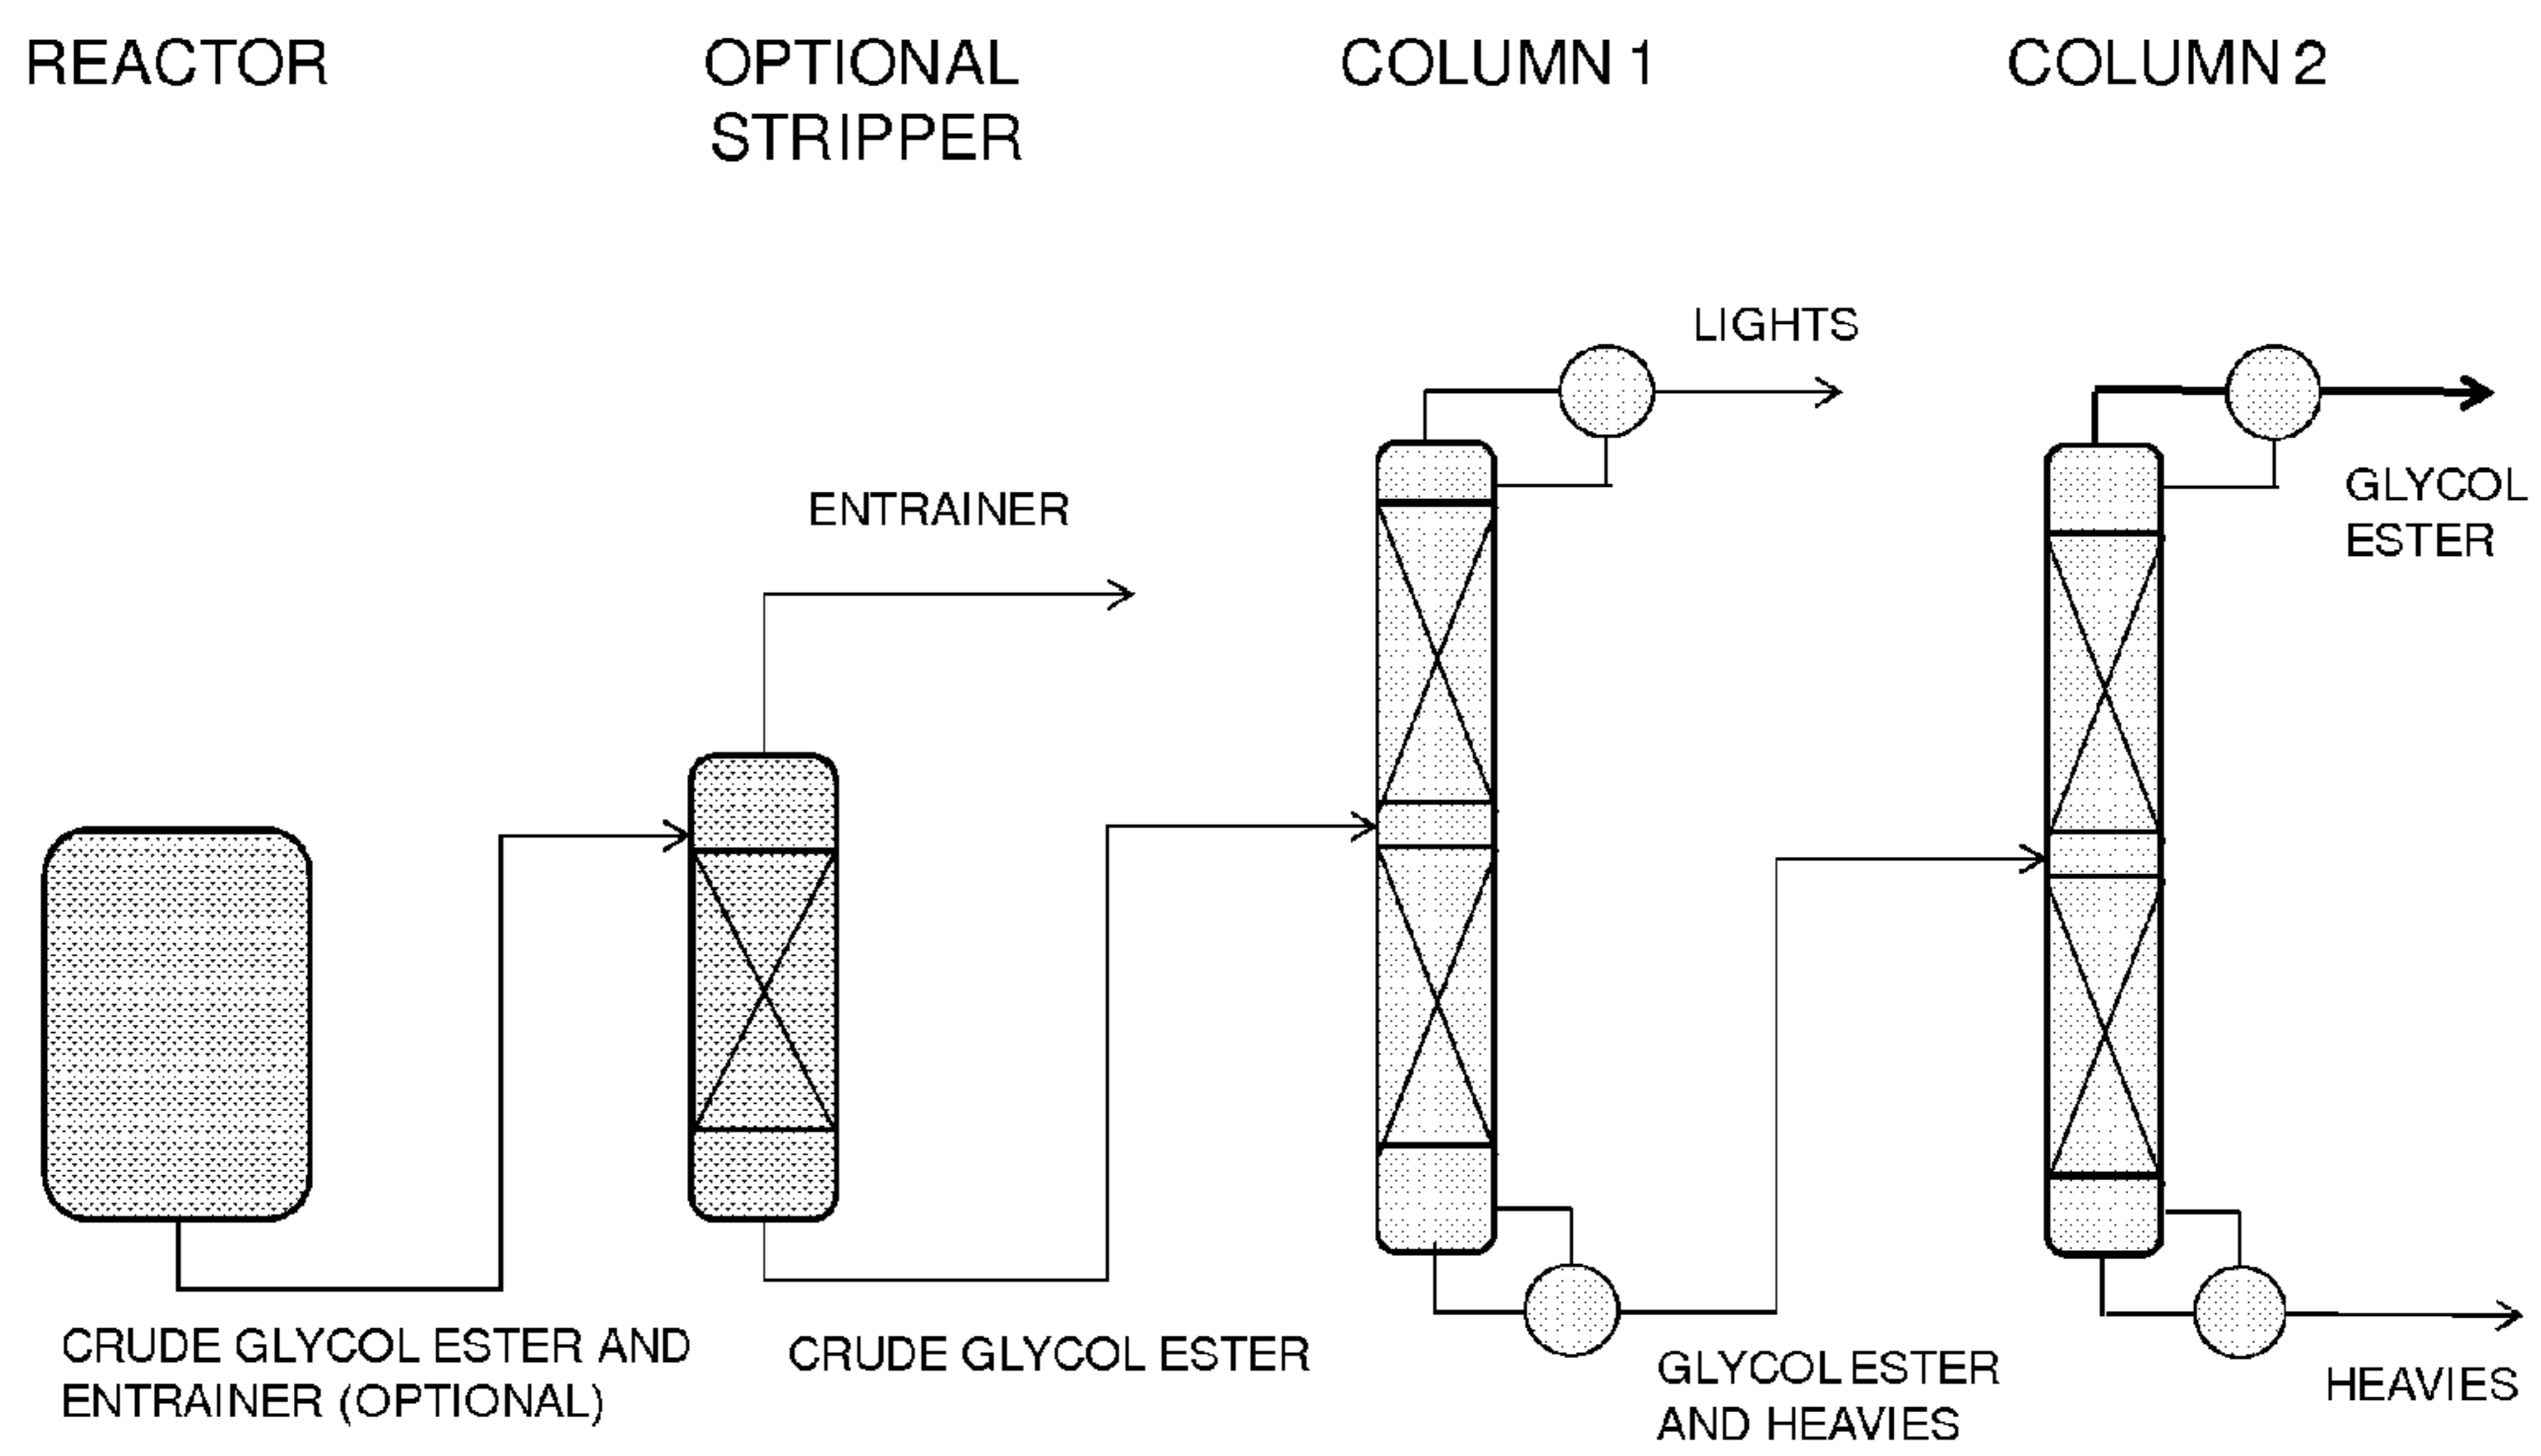 REACTOR
OPTIONAL
STRIPPER
COLUMN 1
COLUMN 2
LIGHTS
GLYCOL
ESTER
ENTRAINER
CRUDE GLYCOL ESTER AND
ENTRAINER (OPTIONAL)
CRUDE GLYCOL ESTER
GLYCOL ESTER
AND HEAVIES
HEAVIES